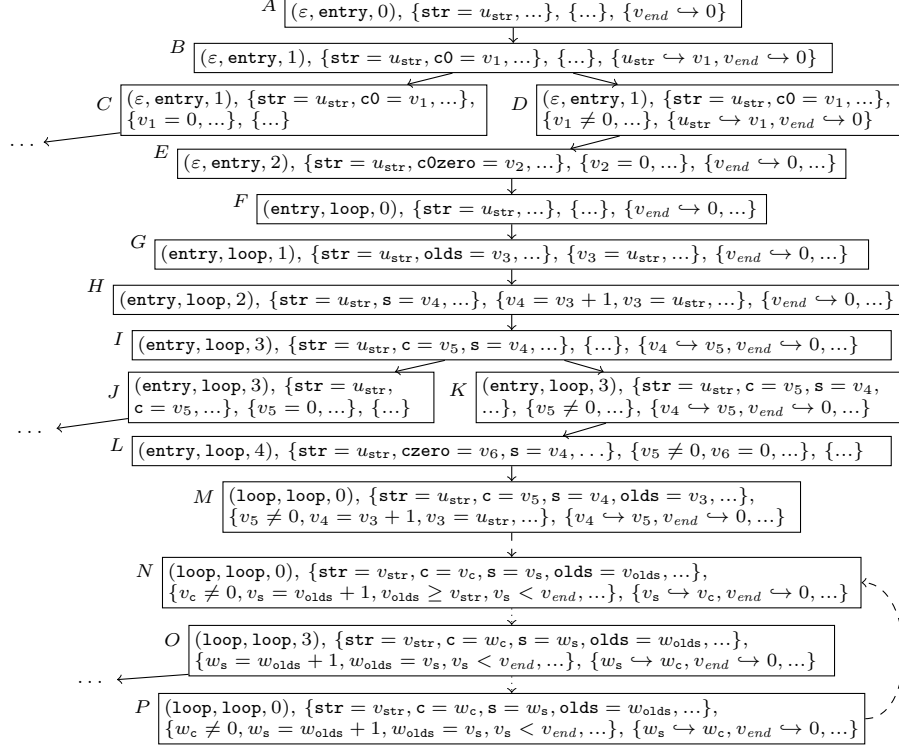 A (ε, entry, 0), {str = u_str, ...}, {...}, {v_end ↪ 0}
B (ε, entry, 1), {str = u_str, c0 = v_1, ...}, {...}, {u_str ↪ v_1, v_end ↪ 0}
C (ε, entry, 1), {str = u_str, c0 = v_1, ...},
{v_1 = 0, ...}, {...}
D (ε, entry, 1), {str = u_str, c0 = v_1, ...},
{v_1 ≠ 0, ...}, {u_str ↪ v_1, v_end ↪ 0}
...
E (ε, entry, 2), {str = u_str, c0zero = v_2, ...}, {v_2 = 0, ...}, {v_end ↪ 0, ...}
F (entry, loop, 0), {str = u_str, ...}, {...}, {v_end ↪ 0, ...}
G (entry, loop, 1), {str = u_str, olds = v_3, ...}, {v_3 = u_str, ...}, {v_end ↪ 0, ...}
H (entry, loop, 2), {str = u_str, s = v_4, ...}, {v_4 = v_3 + 1, v_3 = u_str, ...}, {v_end ↪ 0, ...}
I (entry, loop, 3), {str = u_str, c = v_5, s = v_4, ...}, {...}, {v_4 ↪ v_5, v_end ↪ 0, ...}
J (entry, loop, 3), {str = u_str,
c = v_5, ...}, {v_5 = 0, ...}, {...}
K (entry, loop, 3), {str = u_str, c = v_5, s = v_4,
...}, {v_5 ≠ 0, ...}, {v_4 ↪ v_5, v_end ↪ 0, ...}
...
L (entry, loop, 4), {str = u_str, czero = v_6, s = v_4, ...}, {v_5 ≠ 0, v_6 = 0, ...}, {...}
M (loop, loop, 0), {str = u_str, c = v_5, s = v_4, olds = v_3, ...},
{v_5 ≠ 0, v_4 = v_3 + 1, v_3 = u_str, ...}, {v_4 ↪ v_5, v_end ↪ 0, ...}
N (loop, loop, 0), {str = v_str, c = v_c, s = v_s, olds = v_olds, ...},
{v_c ≠ 0, v_s = v_olds + 1, v_olds ≥ v_str, v_s < v_end, ...}, {v_s ↪ v_c, v_end ↪ 0, ...}
O (loop, loop, 3), {str = v_str, c = w_c, s = w_s, olds = w_olds, ...},
{w_s = w_olds + 1, w_olds = v_s, v_s < v_end, ...}, {w_s ↪ w_c, v_end ↪ 0, ...}
...
P (loop, loop, 0), {str = v_str, c = w_c, s = w_s, olds = w_olds, ...},
{w_c ≠ 0, w_s = w_olds + 1, w_olds = v_s, v_s < v_end, ...}, {w_s ↪ w_c, v_end ↪ 0, ...}